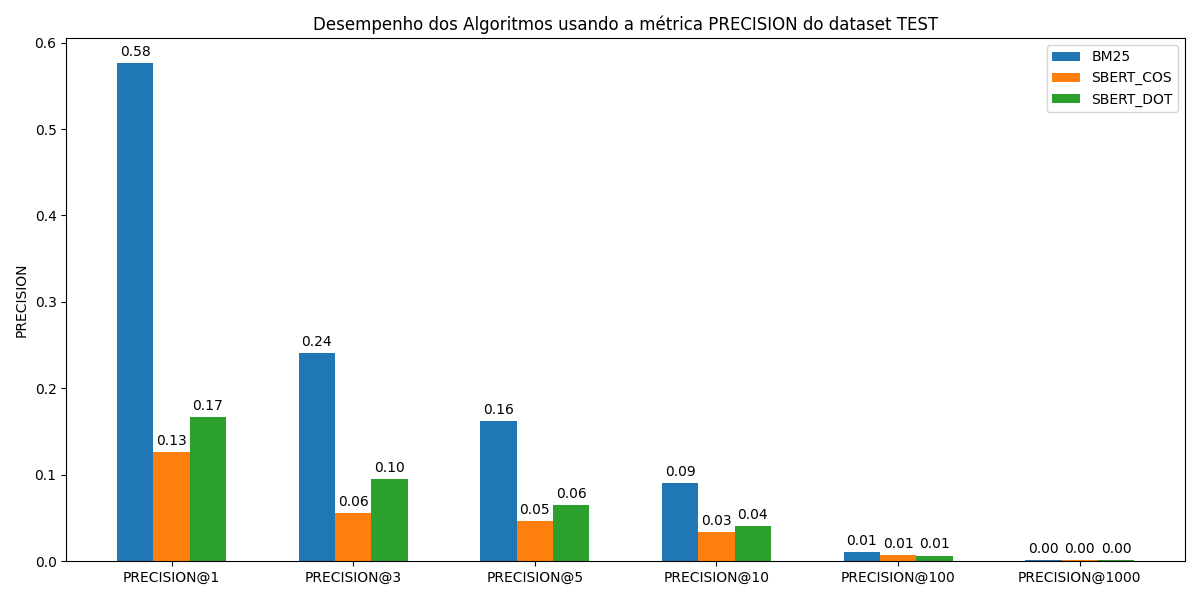 Desempenho dos Algoritmos usando a métrica PRECISION do dataset TEST
BM25
SBERT_COS
SBERT_DOT
PRECISION
0.6
0.5
0.4
0.3
0.2
0.1
0.0
0.58
0.13
0.17
0.24
0.06
0.10
0.16
0.05
0.06
0.09
0.03
0.04
0.01
0.01
0.01
0.00
0.00
0.00
PRECISION@1
PRECISION@3
PRECISION@5
PRECISION@10
PRECISION@100
PRECISION@1000